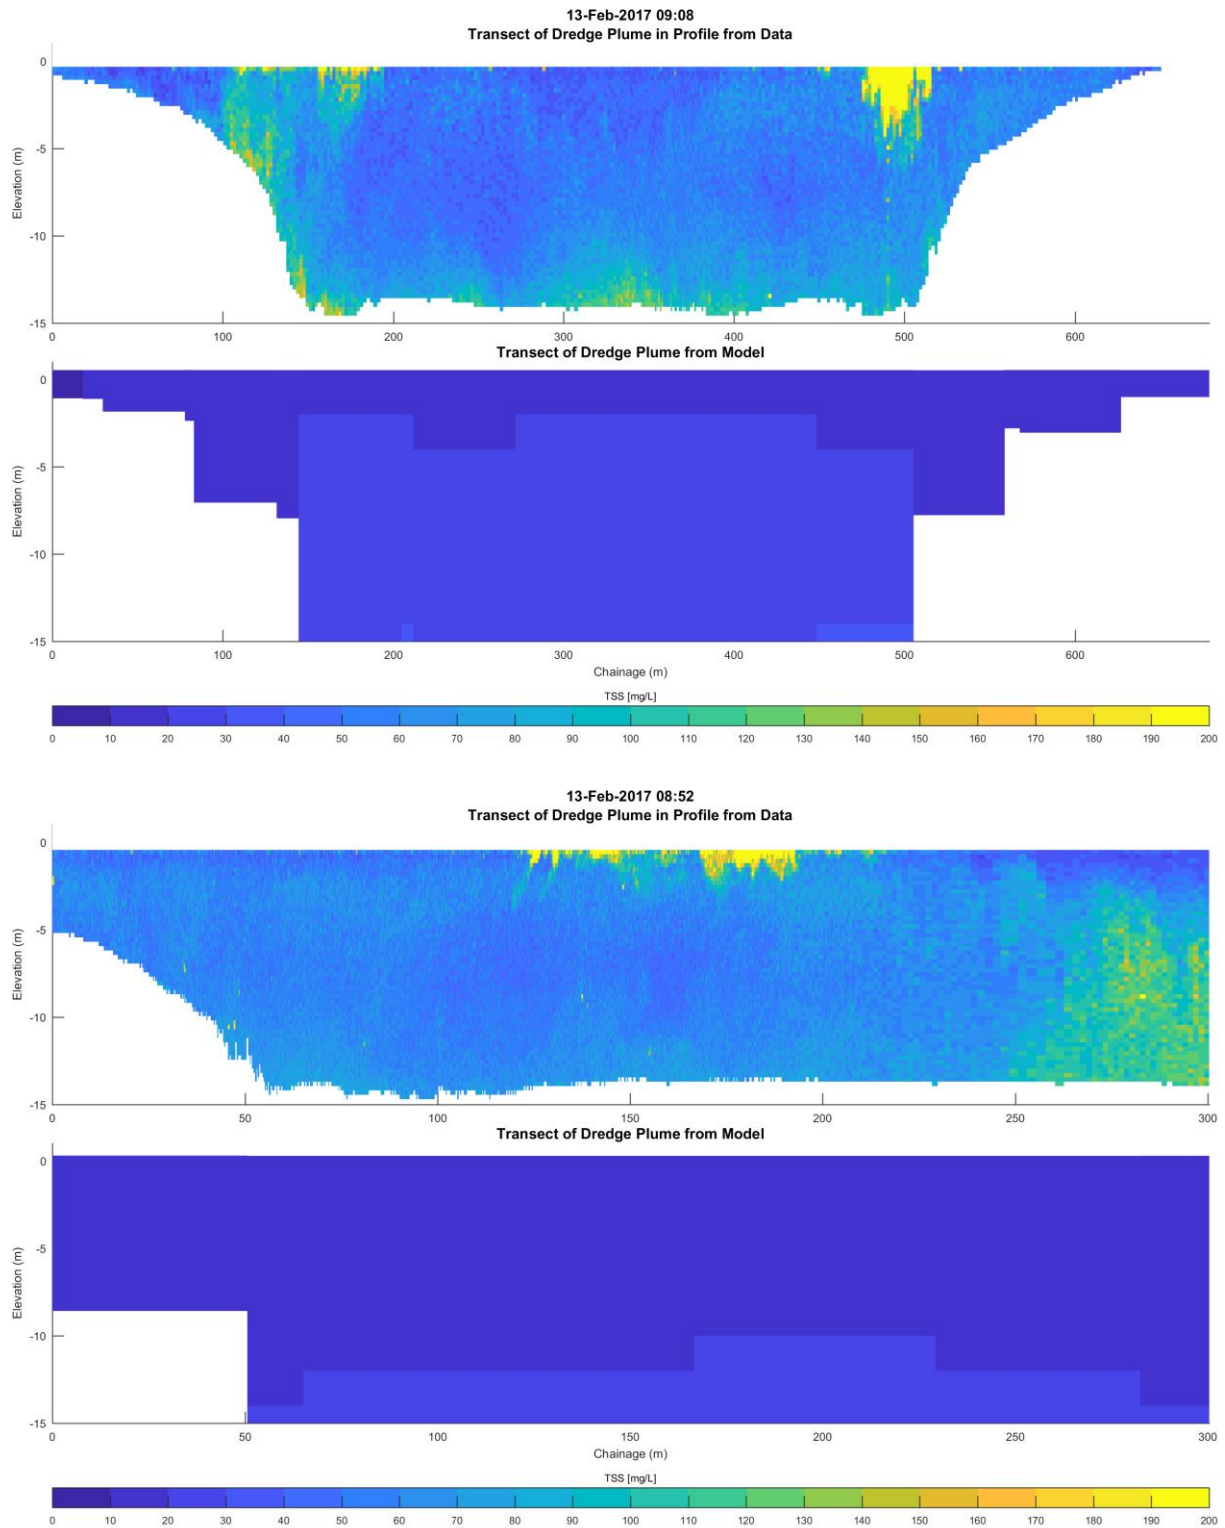 13-Feb-2017 09:08
Transect of Dredge Plume in Profile from Data
0
-5
-10
-15
Elevation (m)
0 100 200 300 400 500 600
Transect of Dredge Plume from Model
0
-5
-10
-15
Elevation (m)
0 100 200 300 400 500 600
Chainage (m)
TSS [mg/L]
0 10 20 30 40 50 60 70 80 90 100 110 120 130 140 150 160 170 180 190 200
13-Feb-2017 08:52
Transect of Dredge Plume in Profile from Data
0
-5
-10
-15
Elevation (m)
0 50 100 150 200 250 300
Transect of Dredge Plume from Model
0
-5
-10
-15
Elevation (m)
0 50 100 150 200 250 300
Chainage (m)
TSS [mg/L]
0 10 20 30 40 50 60 70 80 90 100 110 120 130 140 150 160 170 180 190 200